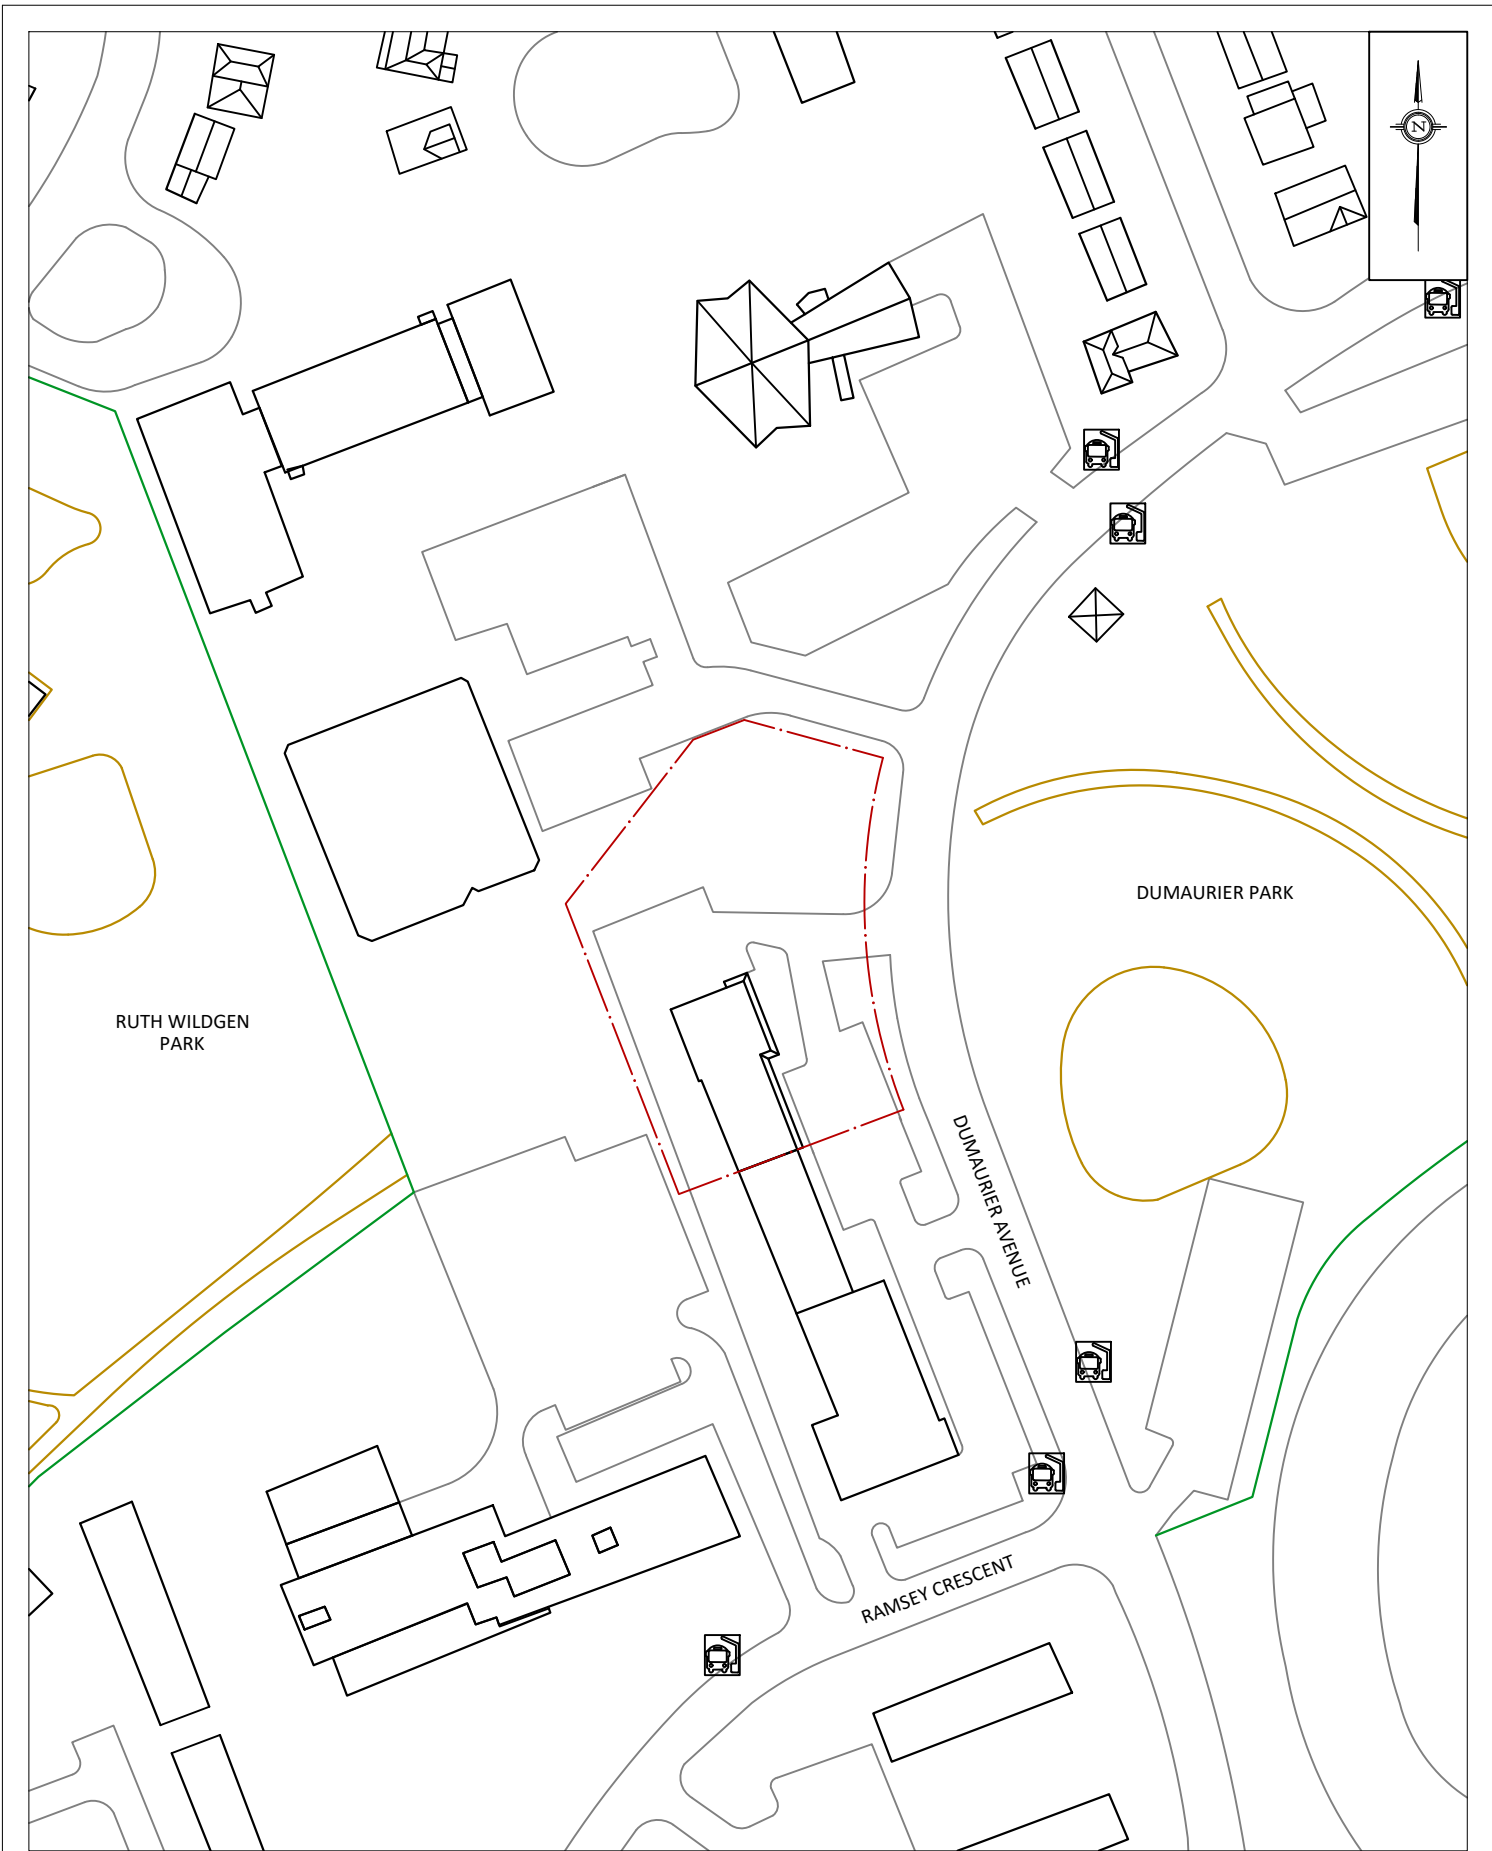 N
DUMAURIER PARK
RUTH WILDGEN
PARK
DUMAURIER AVENUE
RAMSEY CRESCENT